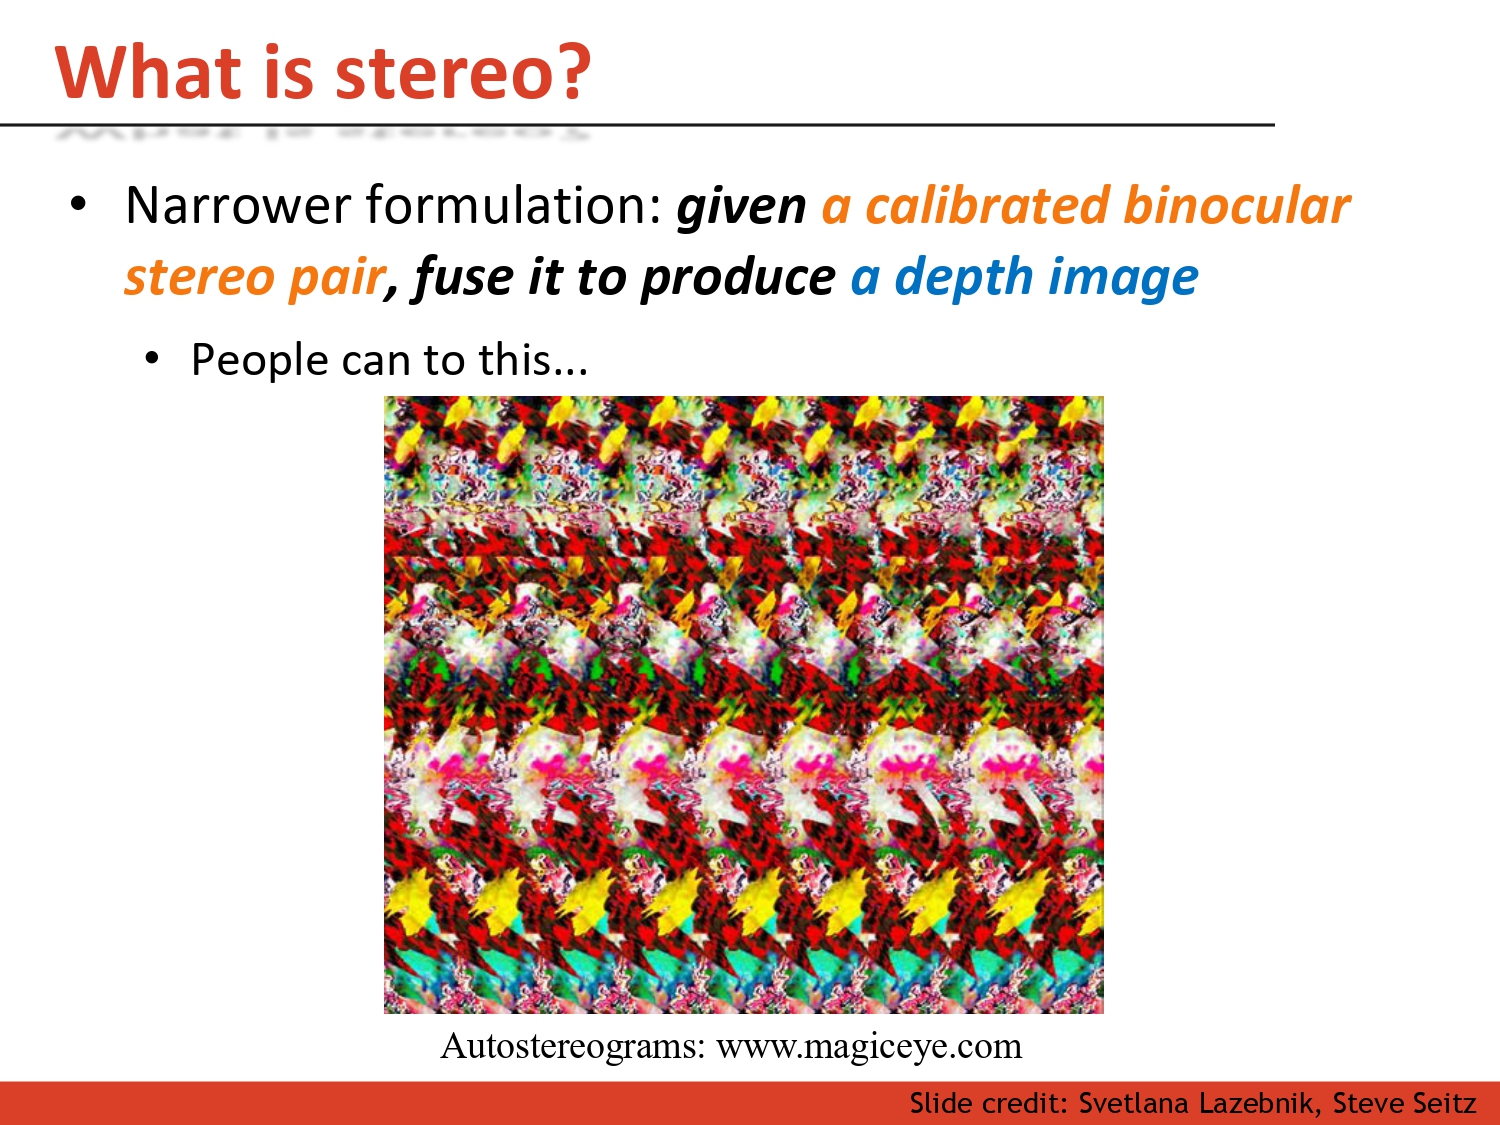 What is stereo?
• Narrower formulation: given a calibrated binocular
stereo pair, fuse it to produce a depth image
• People can to this...
Autostereograms: www.magiceye.com
Slide credit: Svetlana Lazebnik, Steve Seitz